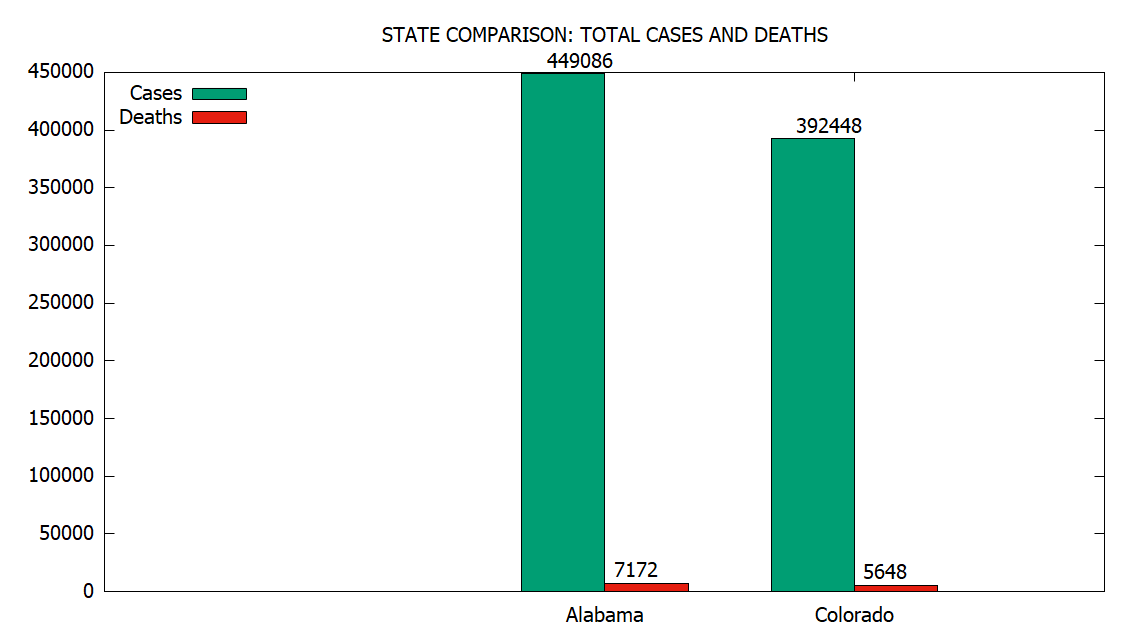 STATE COMPARISON: TOTAL CASES AND DEATHS
449086
450000
Cases
Deaths
392448
400000
350000
300000
250000
200000
150000
100000
50000
7172
5648
0
Alabama
Colorado